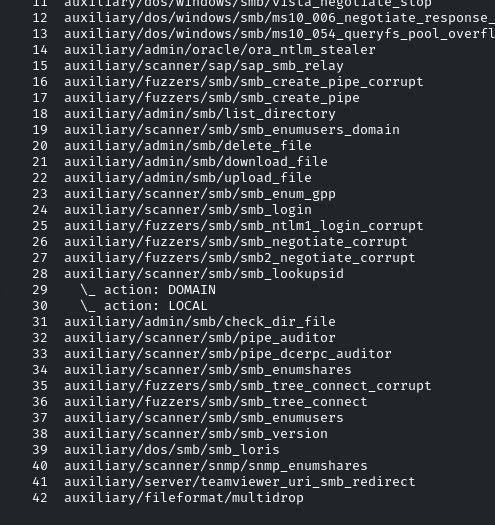 11 auxiliary/dos/windows/smb/vista_negotiate_stop
12 auxiliary/dos/windows/smb/ms10_006_negotiate_response_
13 auxiliary/dos/windows/smb/ms10_054_queryfs_pool_overfl
14 auxiliary/admin/oracle/ora_ntlm_stealer
15 auxiliary/scanner/sap/sap_smb_relay
16 auxiliary/fuzzers/smb/smb_create_pipe_corrupt
17 auxiliary/fuzzers/smb/smb_create_pipe
18 auxiliary/admin/smb/list_directory
19 auxiliary/scanner/smb/smb_enumusers_domain
20 auxiliary/admin/smb/delete_file
21 auxiliary/admin/smb/download_file
22 auxiliary/admin/smb/upload_file
23 auxiliary/scanner/smb/smb_enum_gpp
24 auxiliary/scanner/smb/smb_login
25 auxiliary/fuzzers/smb/smb_ntlm1_login_corrupt
26 auxiliary/fuzzers/smb/smb_negotiate_corrupt
27 auxiliary/fuzzers/smb/smb2_negotiate_corrupt
28 auxiliary/scanner/smb/smb_lookupsid
29 \_ action: DOMAIN
30 \_ action: LOCAL
31 auxiliary/admin/smb/check_dir_file
32 auxiliary/scanner/smb/pipe_auditor
33 auxiliary/scanner/smb/pipe_dcerpc_auditor
34 auxiliary/scanner/smb/smb_enumshares
35 auxiliary/fuzzers/smb/smb_tree_connect_corrupt
36 auxiliary/fuzzers/smb/smb_tree_connect
37 auxiliary/scanner/smb/smb_enumusers
38 auxiliary/scanner/smb/smb_version
39 auxiliary/dos/smb/smb_loris
40 auxiliary/scanner/snmp/snmp_enumshares
41 auxiliary/server/teamviewer_uri_smb_redirect
42 auxiliary/fileformat/multidrop